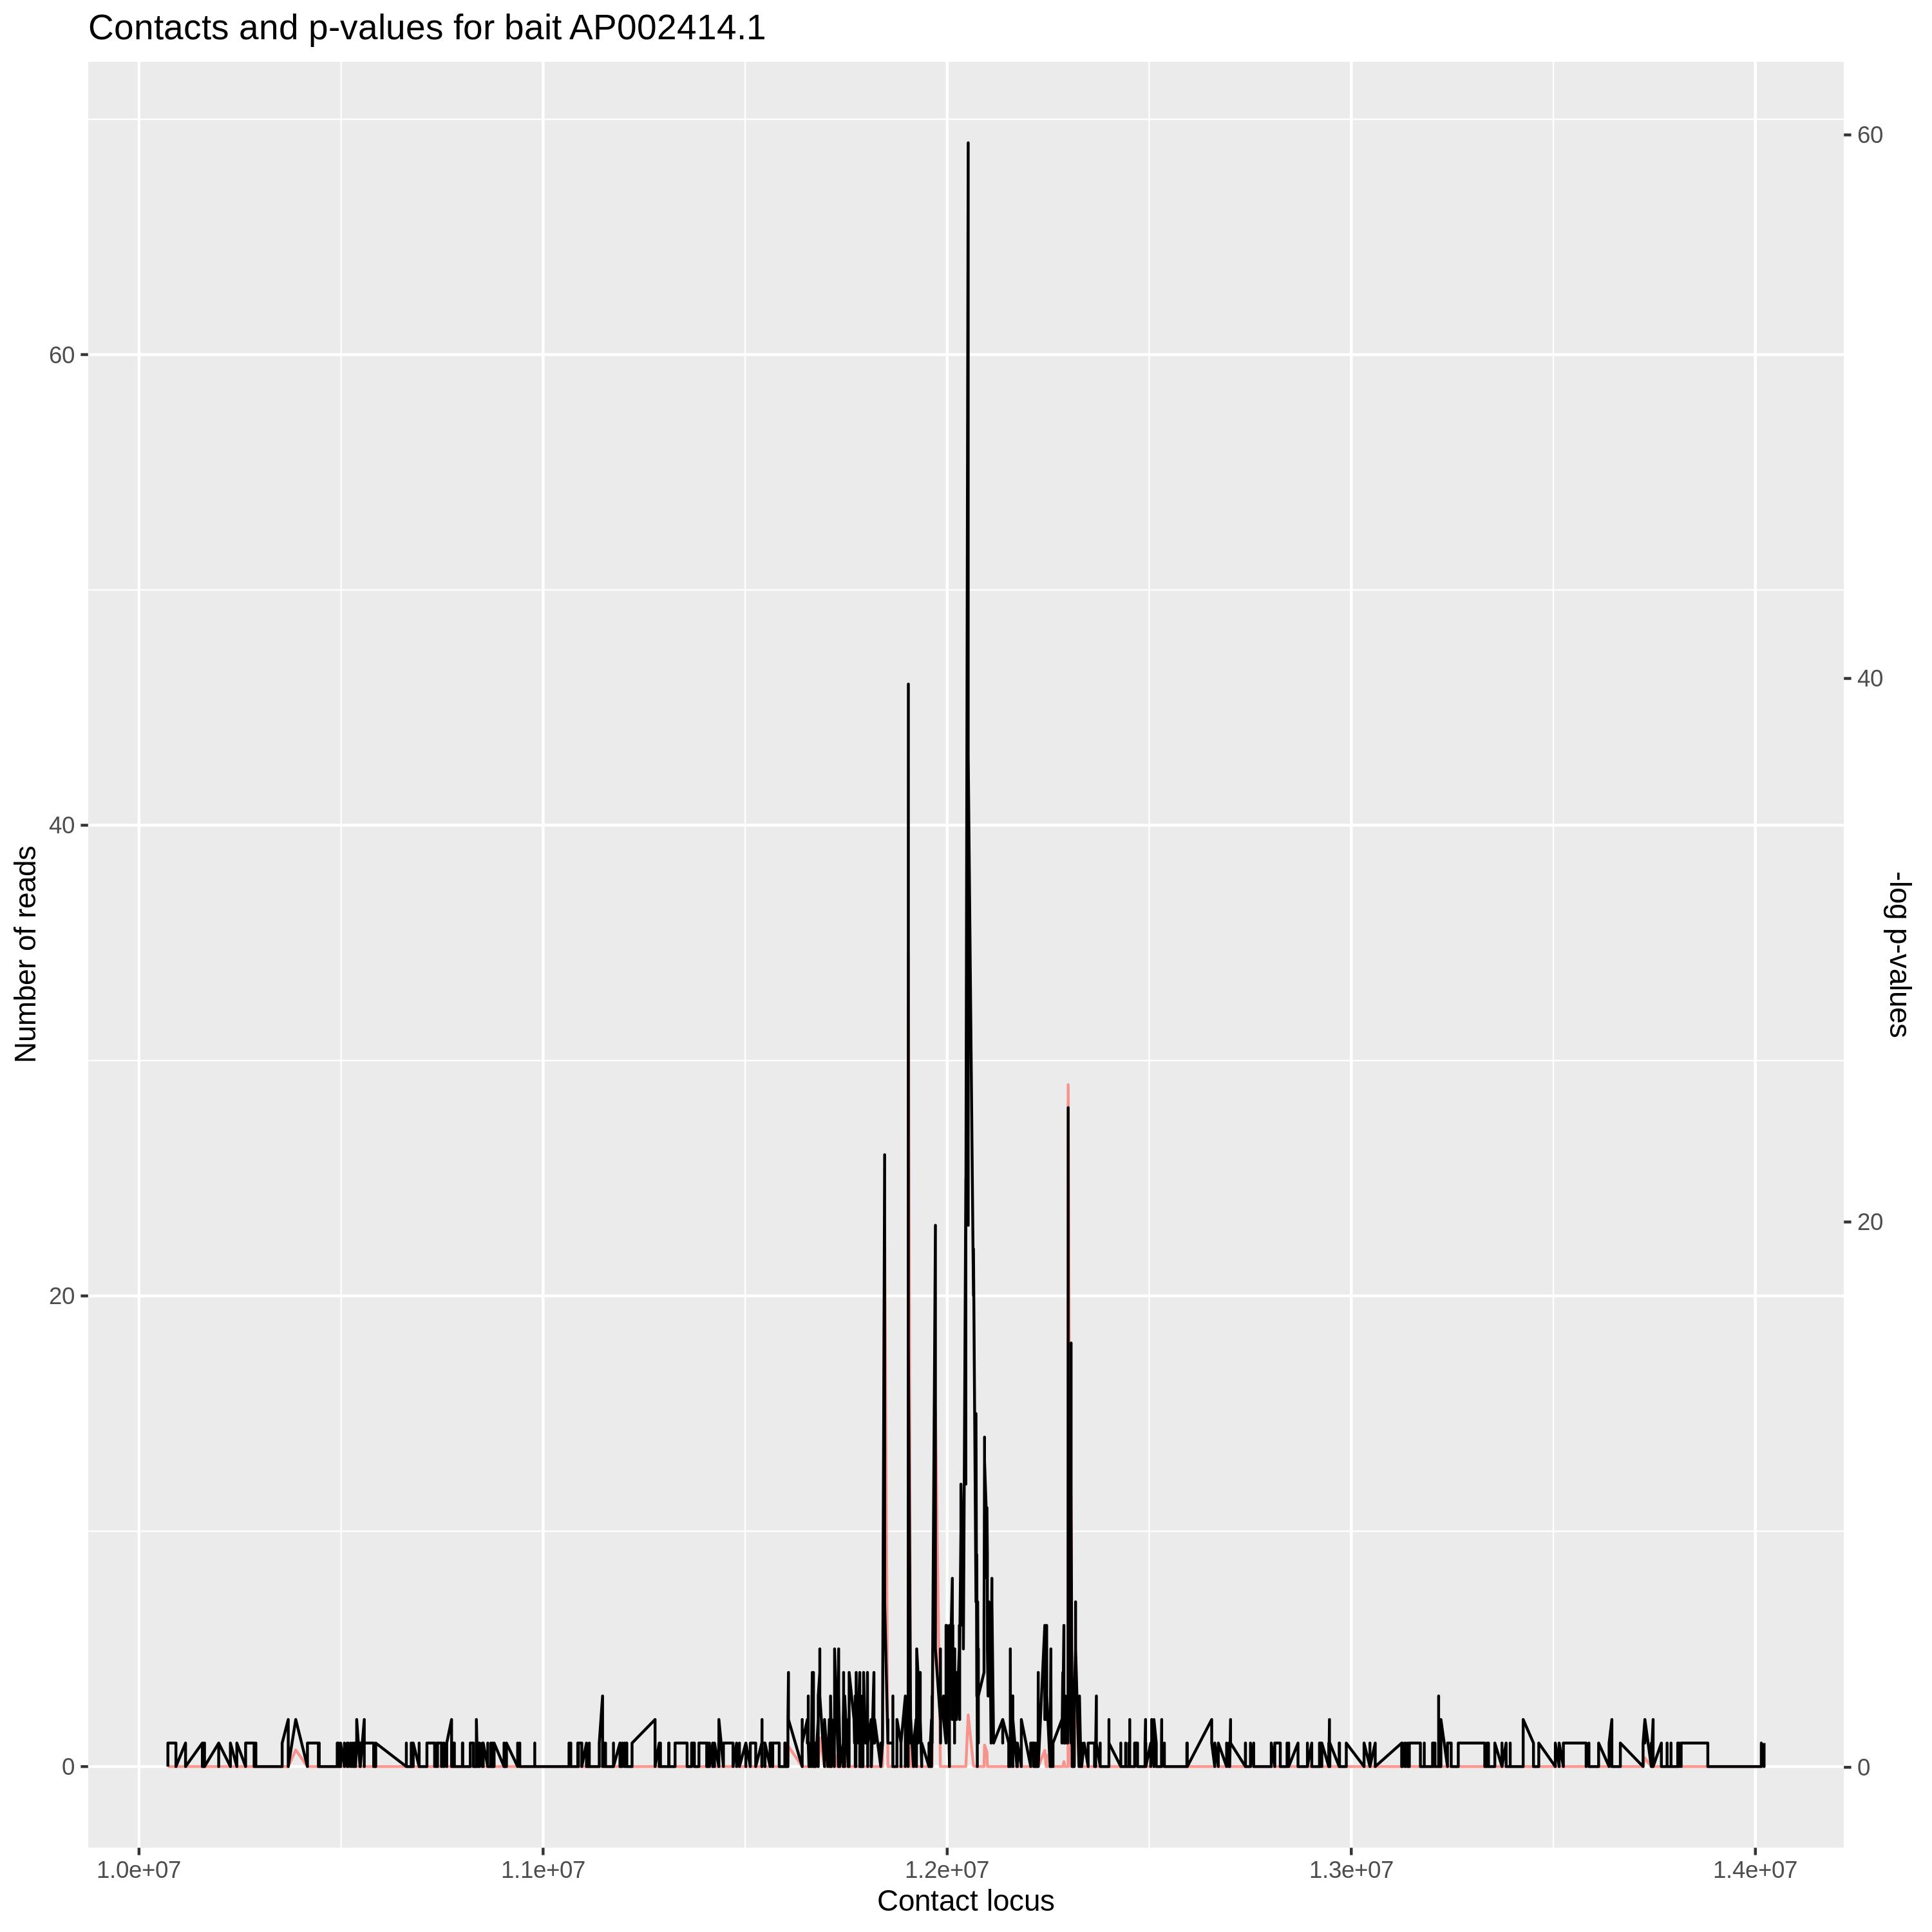 Contacts and p-values for bait AP002414.1
Number of reads
60
40
20
0
60
40
20
0
-log p-values
1.0e+07
1.1e+07
1.2e+07
1.3e+07
1.4e+07
Contact locus